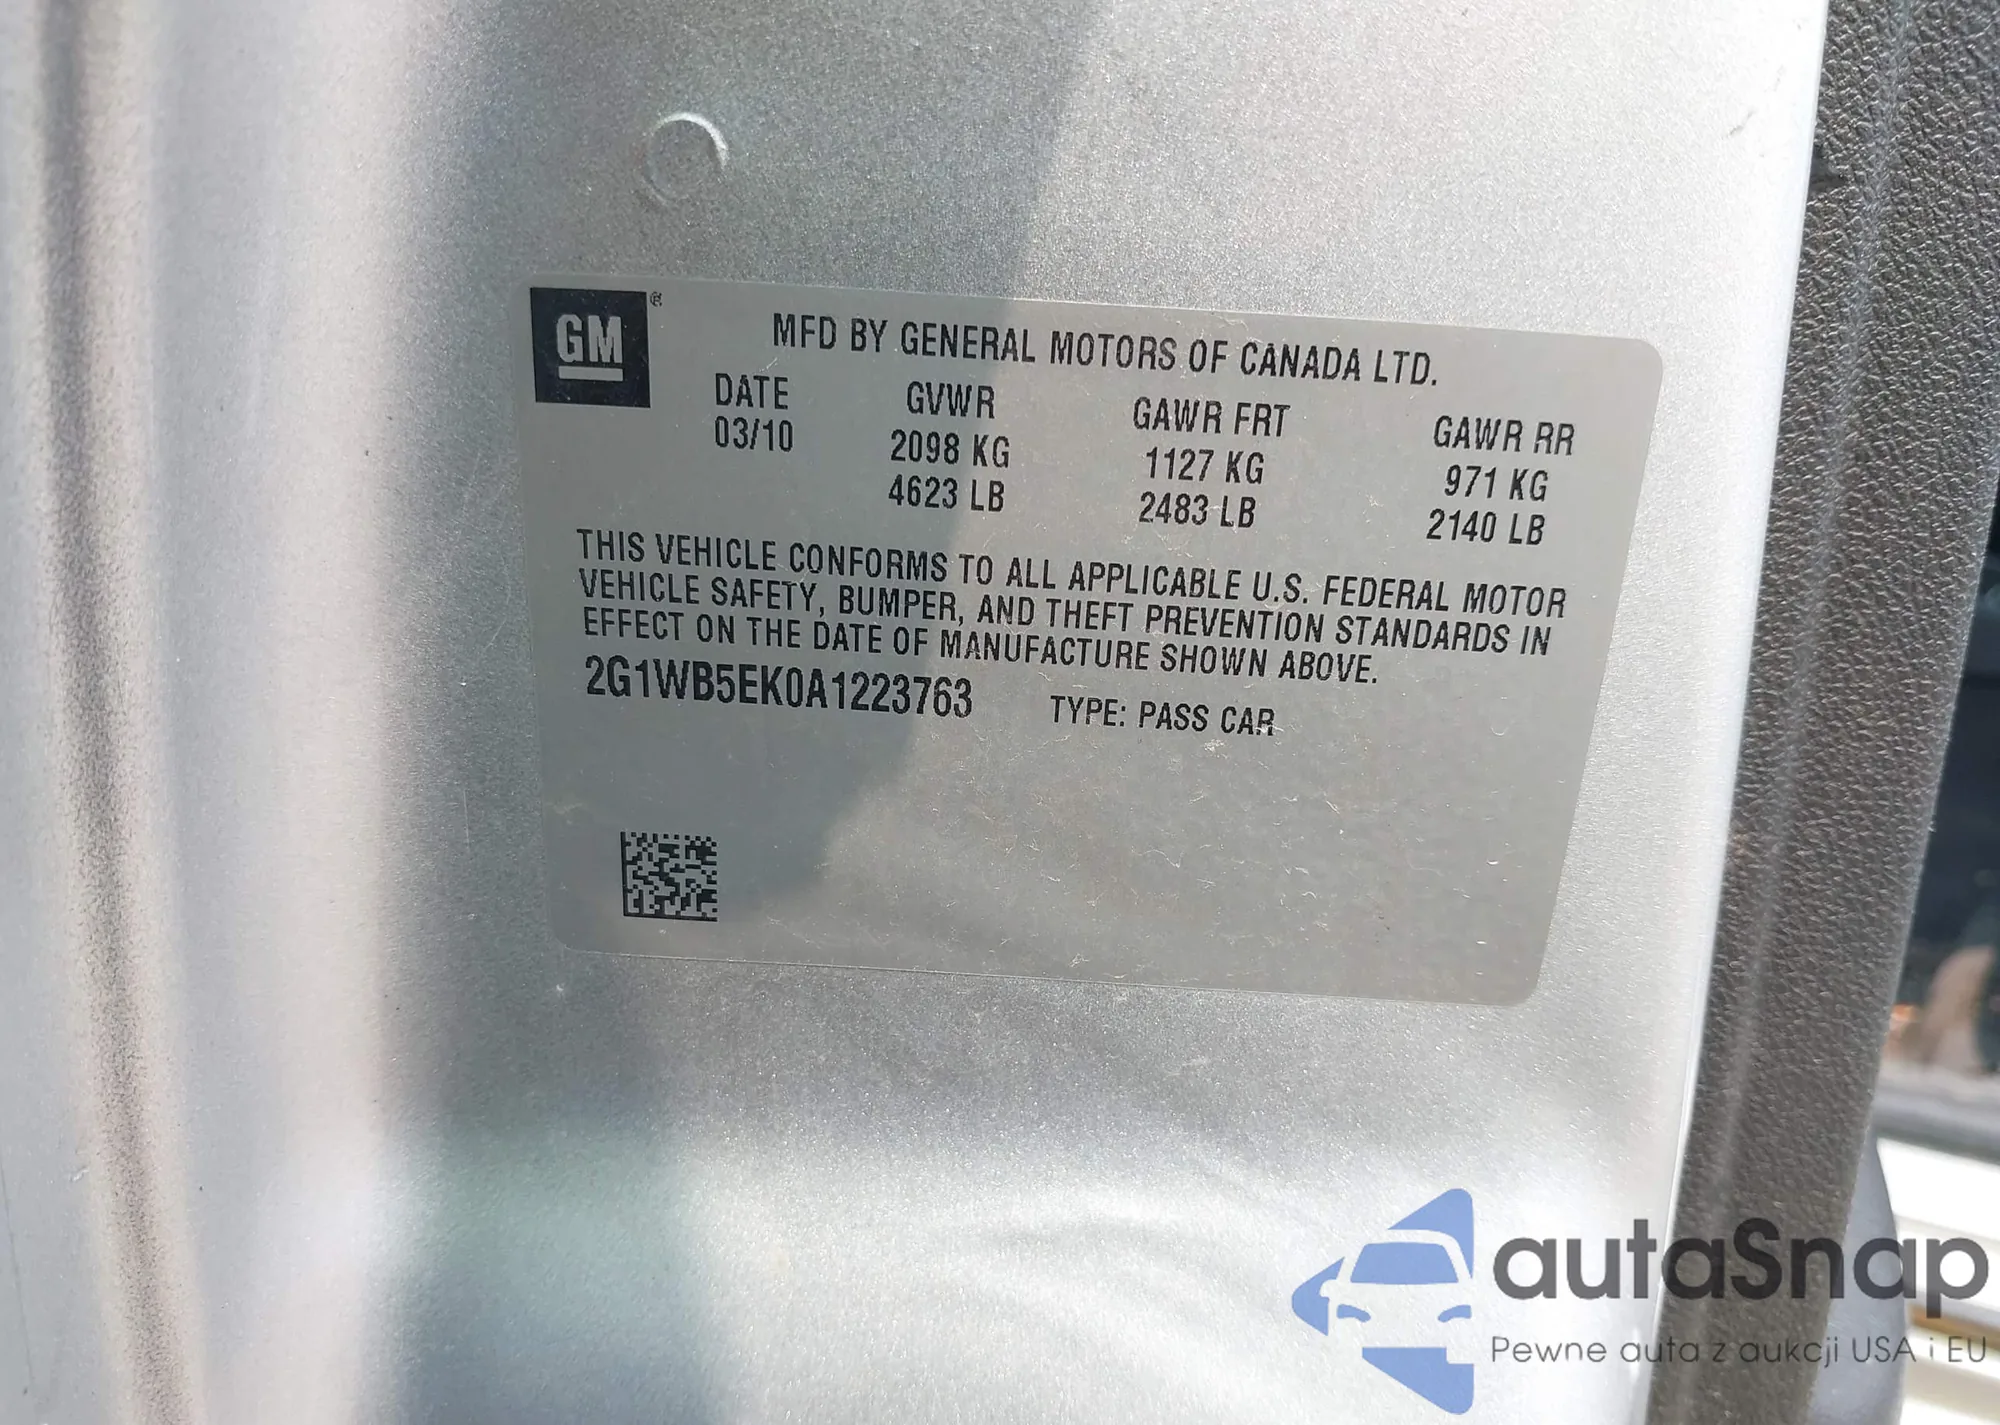 GM ®
MFD BY GENERAL MOTORS OF CANADA LTD.
DATE GVWR GAWR FRT GAWR RR
03/10 2098 KG 1127 KG 971 KG
4623 LB 2483 LB 2140 LB
THIS VEHICLE CONFORMS TO ALL APPLICABLE U.S. FEDERAL MOTOR
VEHICLE SAFETY, BUMPER, AND THEFT PREVENTION STANDARDS IN
EFFECT ON THE DATE OF MANUFACTURE SHOWN ABOVE.
2G1WB5EK0A1223763 TYPE: PASS CAR
autaSnap
Pewne auta z aukcji USA i EU